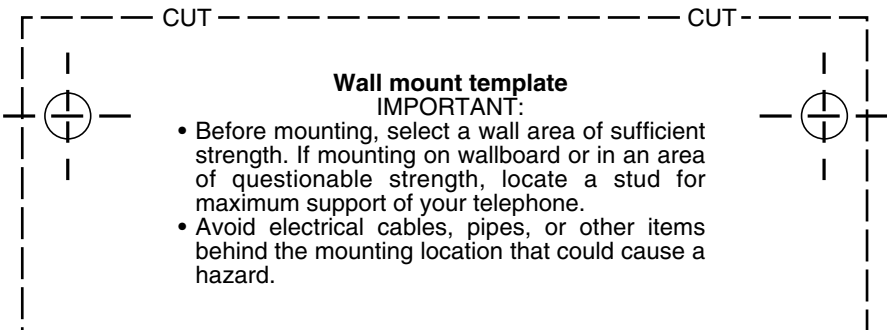 CUT CUT
Wall mount template
IMPORTANT:
• Before mounting, select a wall area of sufficient
strength. If mounting on wallboard or in an area
of questionable strength, locate a stud for
maximum support of your telephone.
• Avoid electrical cables, pipes, or other items
behind the mounting location that could cause a
hazard.